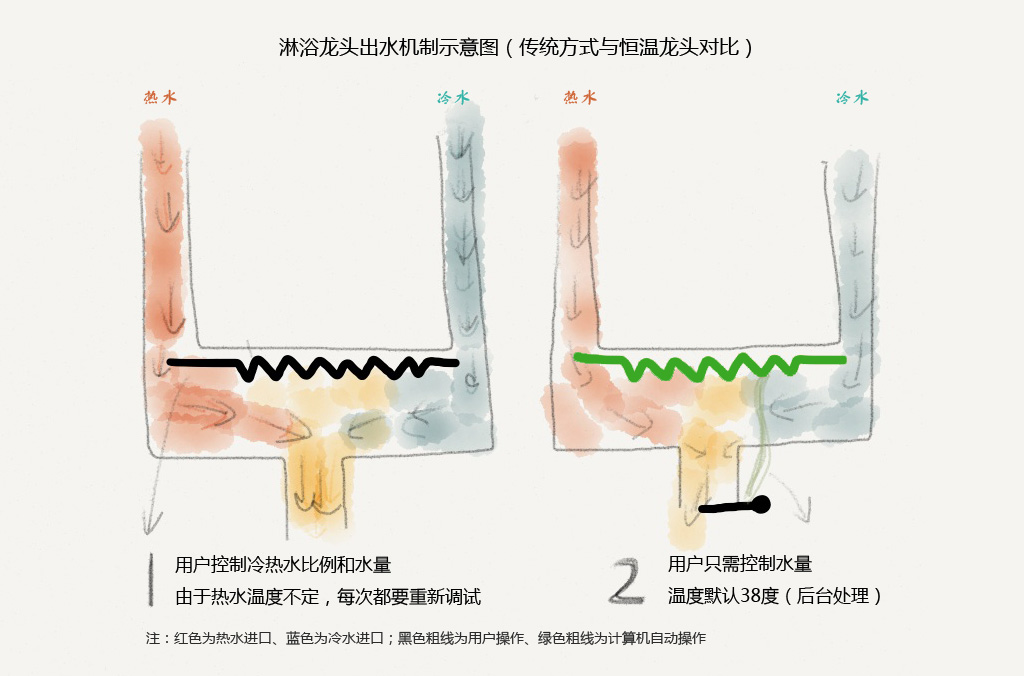 淋浴龙头出水机制示意图（传统方式与恒温龙头对比）
热水 冷水 热水 冷水
1 用户控制冷热水比例和水量
由于热水温度不定，每次都要重新调试
2 用户只需控制水量
温度默认38度（后台处理）
注：红色为热水进口、蓝色为冷水进口；黑色粗线为用户操作、绿色粗线为计算机自动操作